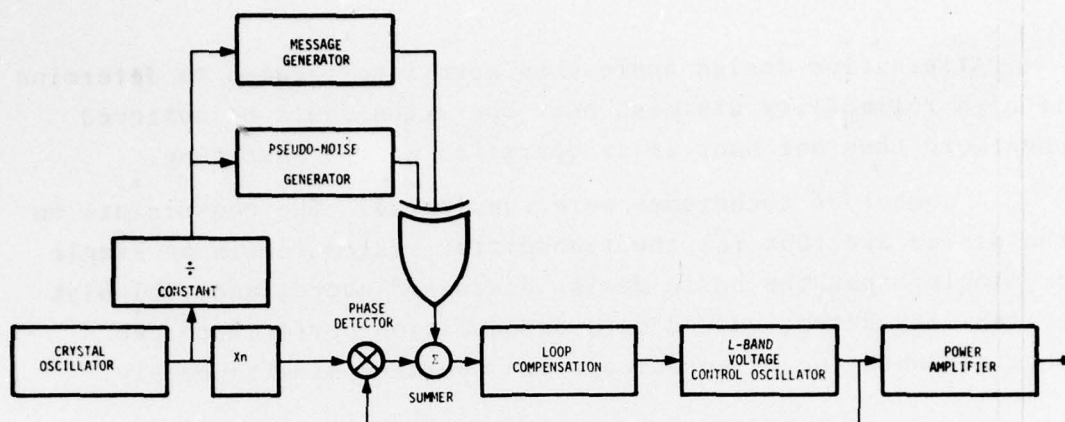 MESSAGE
GENERATOR
PSEUDO-NOISE
GENERATOR
÷
CONSTANT
PHASE
DETECTOR
CRYSTAL
OSCILLATOR
Xn
Σ
SUMMER
LOOP
COMPENSATION
L-BAND
VOLTAGE
CONTROL OSCILLATOR
POWER
AMPLIFIER